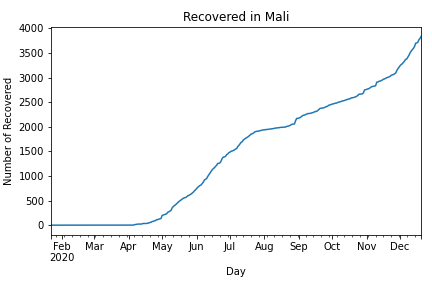 Recovered in Mali
Number of Recovered
4000
3500
3000
2500
2000
1500
1000
500
0
Feb Mar Apr May Jun Jul Aug Sep Oct Nov Dec
2020
Day